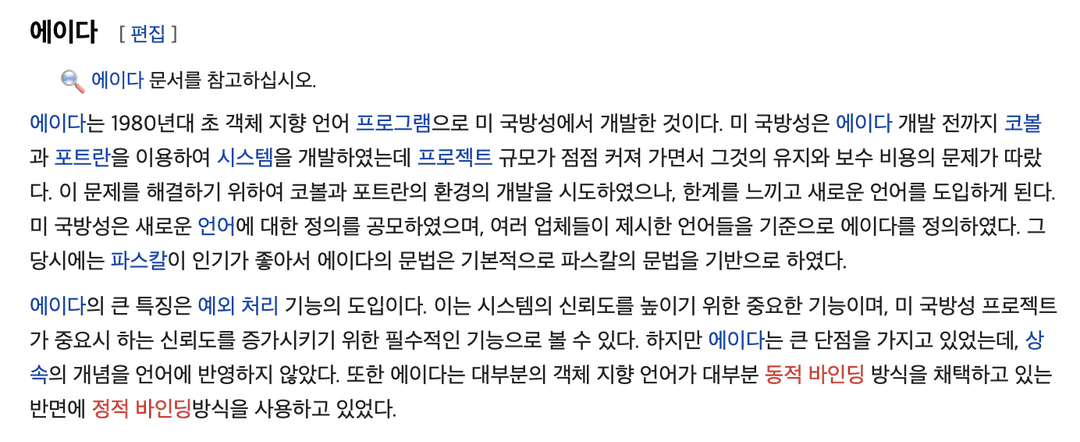 에이다 [ 편집 ]
에이다 문서를 참고하십시오.
에이다는 1980년대 초 객체 지향 언어 프로그램으로 미 국방성에서 개발한 것이다. 미 국방성은 에이다 개발 전까지 코볼
과 포트란을 이용하여 시스템을 개발하였는데 프로젝트 규모가 점점 커져 가면서 그것의 유지와 보수 비용의 문제가 따랐
다. 이 문제를 해결하기 위하여 코볼과 포트란의 환경의 개발을 시도하였으나, 한계를 느끼고 새로운 언어를 도입하게 된다.
미 국방성은 새로운 언어에 대한 정의를 공모하였으며, 여러 업체들이 제시한 언어들을 기준으로 에이다를 정의하였다. 그
당시에는 파스칼이 인기가 좋아서 에이다의 문법은 기본적으로 파스칼의 문법을 기반으로 하였다.
에이다의 큰 특징은 예외 처리 기능의 도입이다. 이는 시스템의 신뢰도를 높이기 위한 중요한 기능이며, 미 국방성 프로젝트
가 중요시 하는 신뢰도를 증가시키기 위한 필수적인 기능으로 볼 수 있다. 하지만 에이다는 큰 단점을 가지고 있었는데, 상
속의 개념을 언어에 반영하지 않았다. 또한 에이다는 대부분의 객체 지향 언어가 대부분 동적 바인딩 방식을 채택하고 있는
반면에 정적 바인딩방식을 사용하고 있었다.